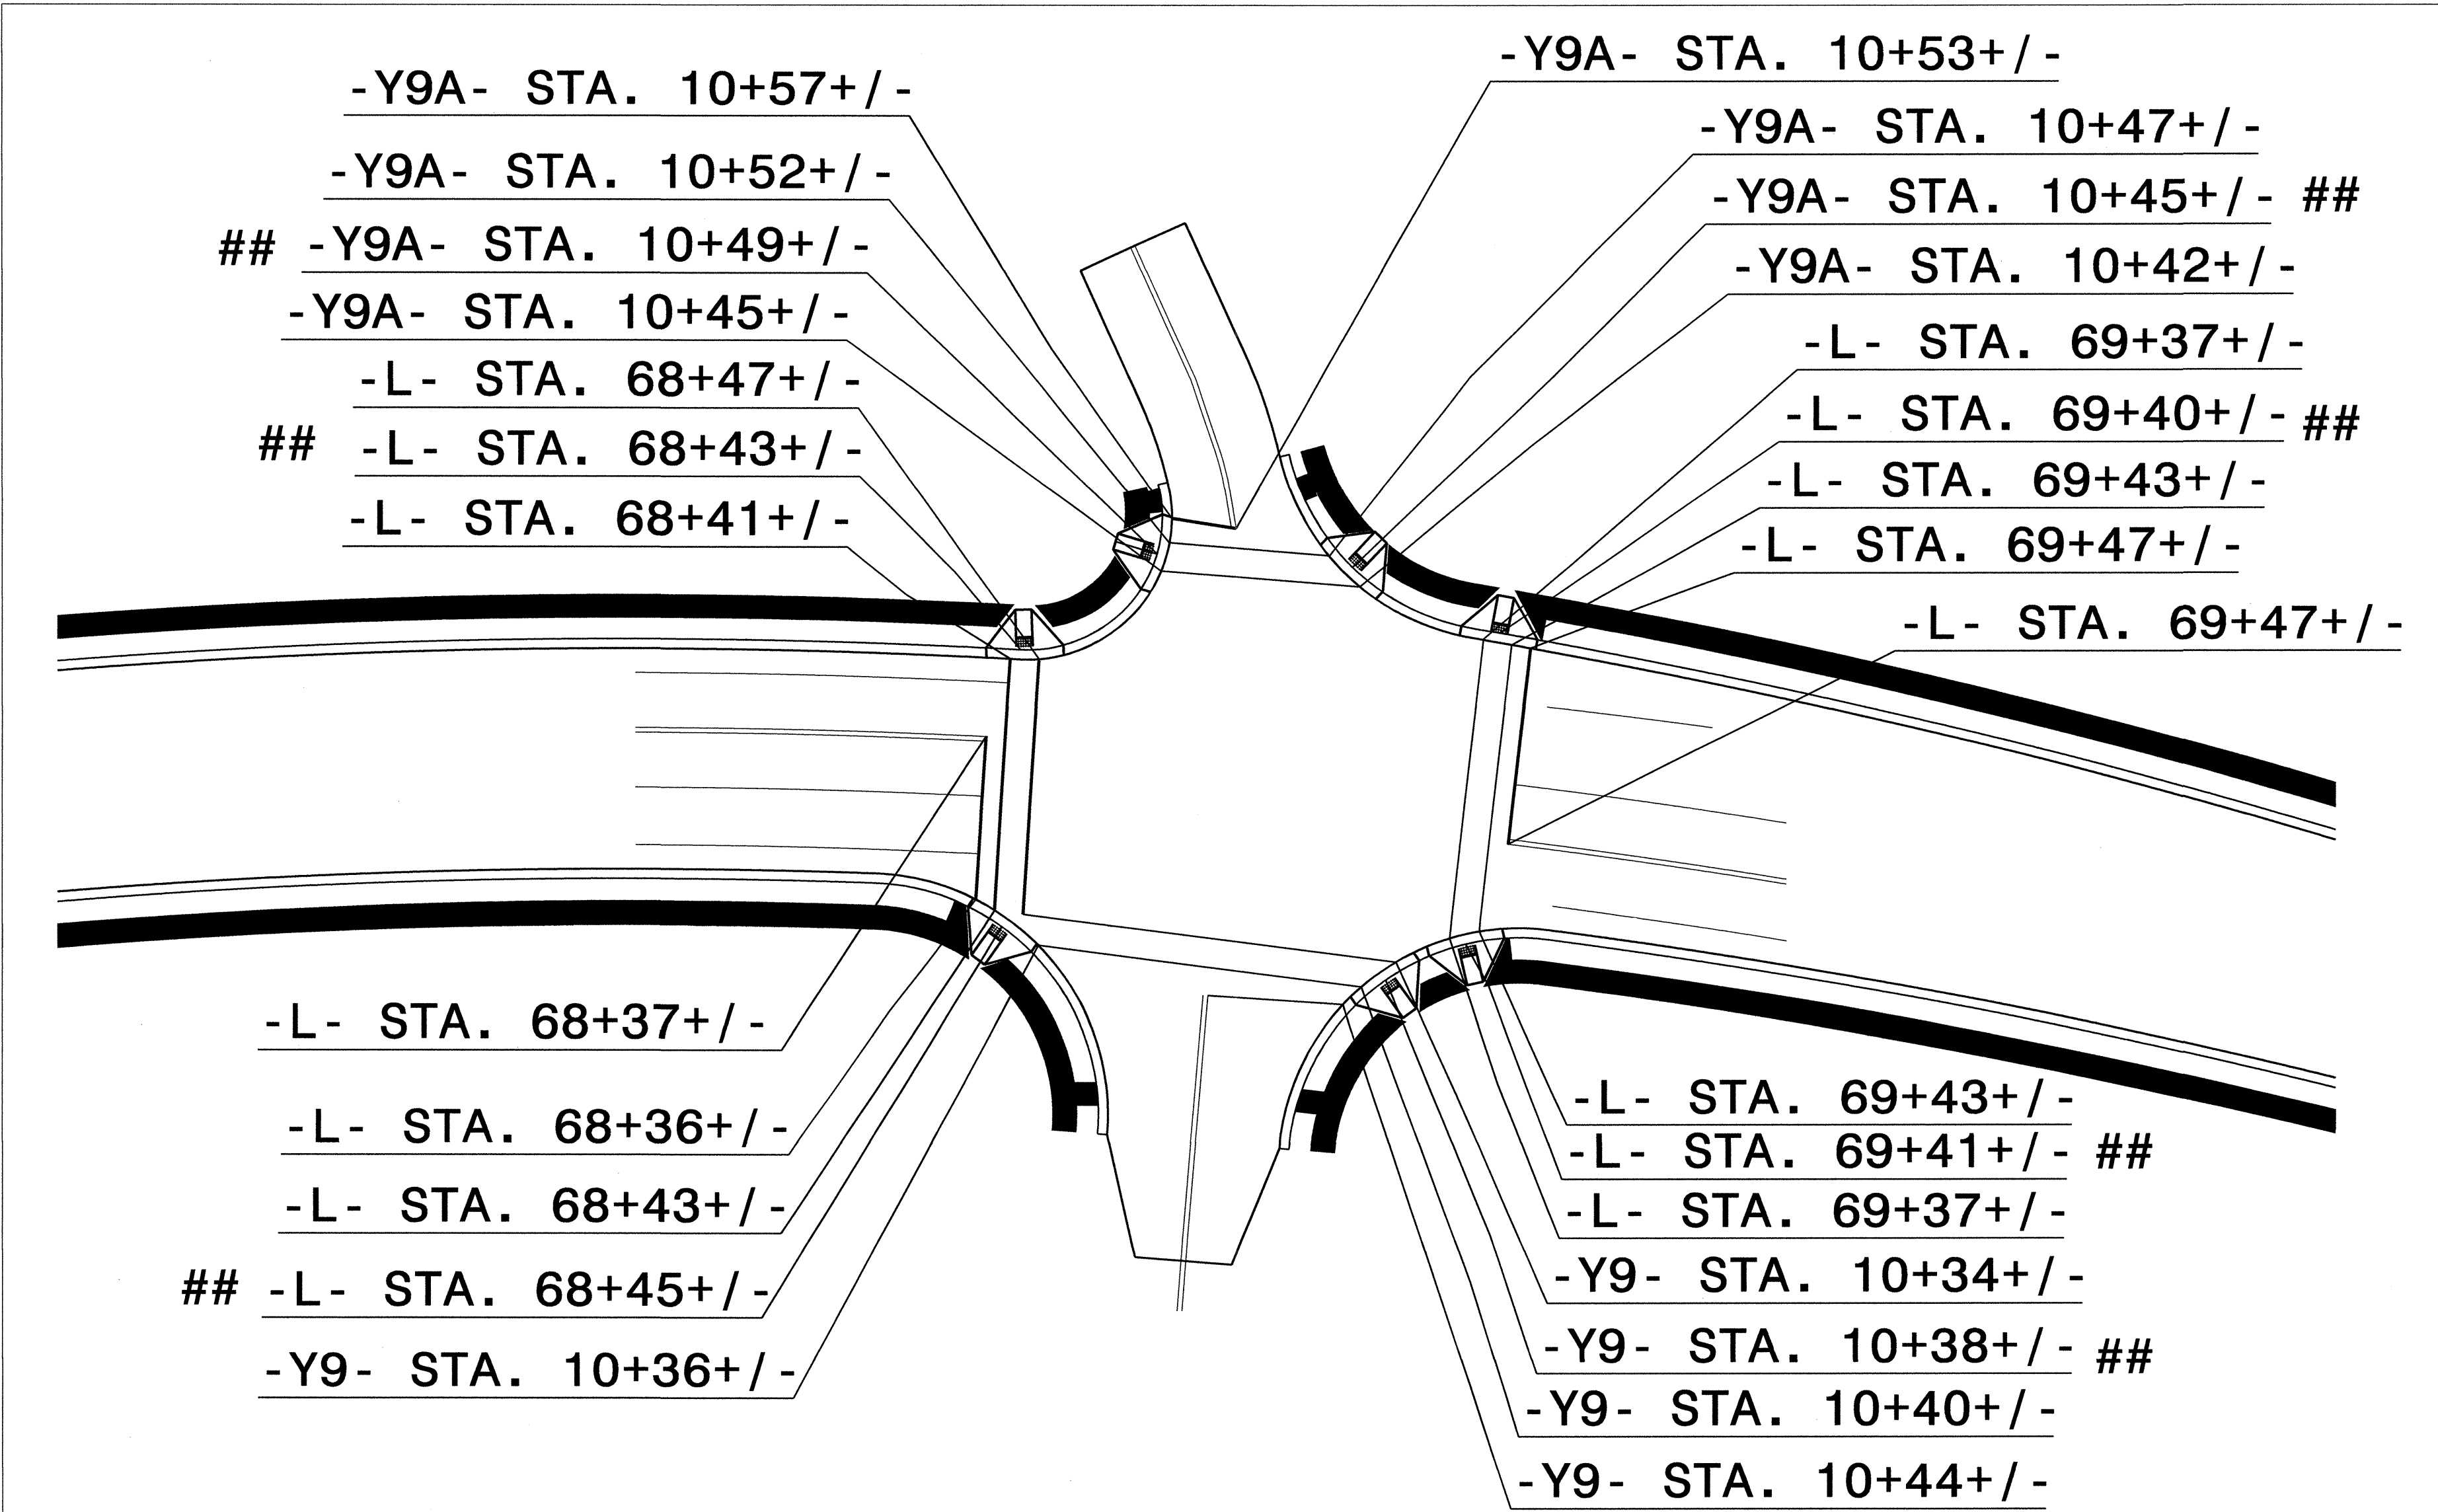 -Y9A- STA. 10+57+/-
-Y9A- STA. 10+52+/-
## -Y9A- STA. 10+49+/-
-Y9A- STA. 10+45+/-
-L- STA. 68+47+/-
## -L- STA. 68+43+/-
-L- STA. 68+41+/-
-Y9A- STA. 10+53+/-
-Y9A- STA. 10+47+/-
-Y9A- STA. 10+45+/- ##
-Y9A- STA. 10+42+/-
-L- STA. 69+37+/-
-L- STA. 69+40+/- ##
-L- STA. 69+43+/-
-L- STA. 69+47+/-
-L- STA. 69+47+/-
-L- STA. 68+37+/-
-L- STA. 68+36+/-
-L- STA. 68+43+/-
## -L- STA. 68+45+/-
-Y9- STA. 10+36+/-
-L- STA. 69+43+/-
-L- STA. 69+41+/- ##
-L- STA. 69+37+/-
-Y9- STA. 10+34+/-
-Y9- STA. 10+38+/- ##
-Y9- STA. 10+40+/-
-Y9- STA. 10+44+/-